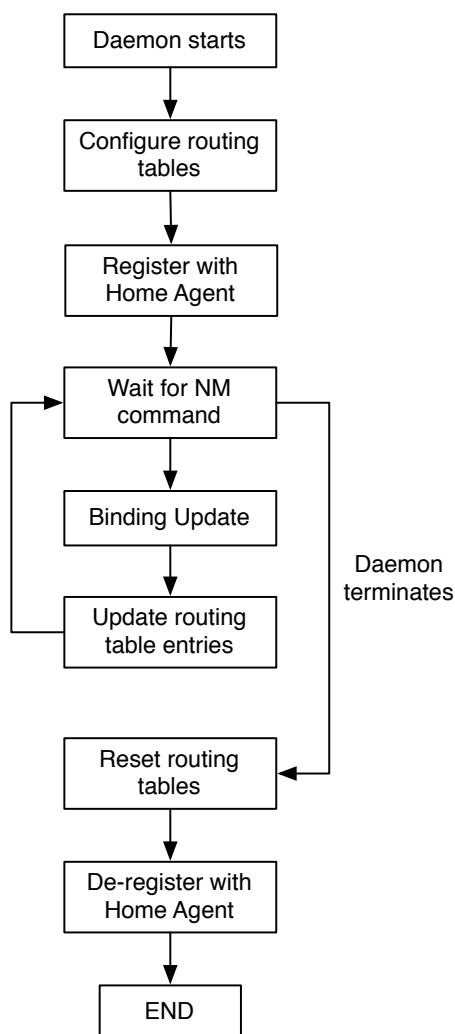 Daemon starts
Configure routing
tables
Register with
Home Agent
Wait for NM
command
Binding Update
Daemon
terminates
Update routing
table entries
Reset routing
tables
De-register with
Home Agent
END